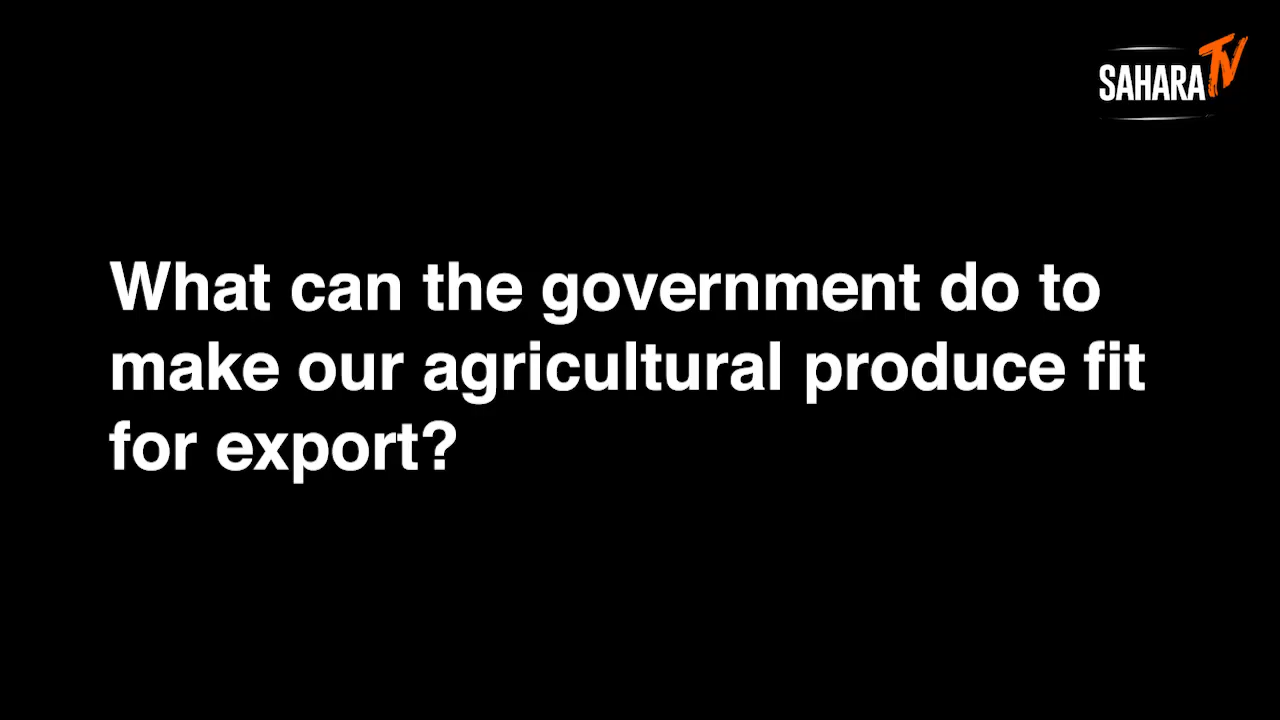 SAHARA TV
What can the government do to
make our agricultural produce fit
for export?